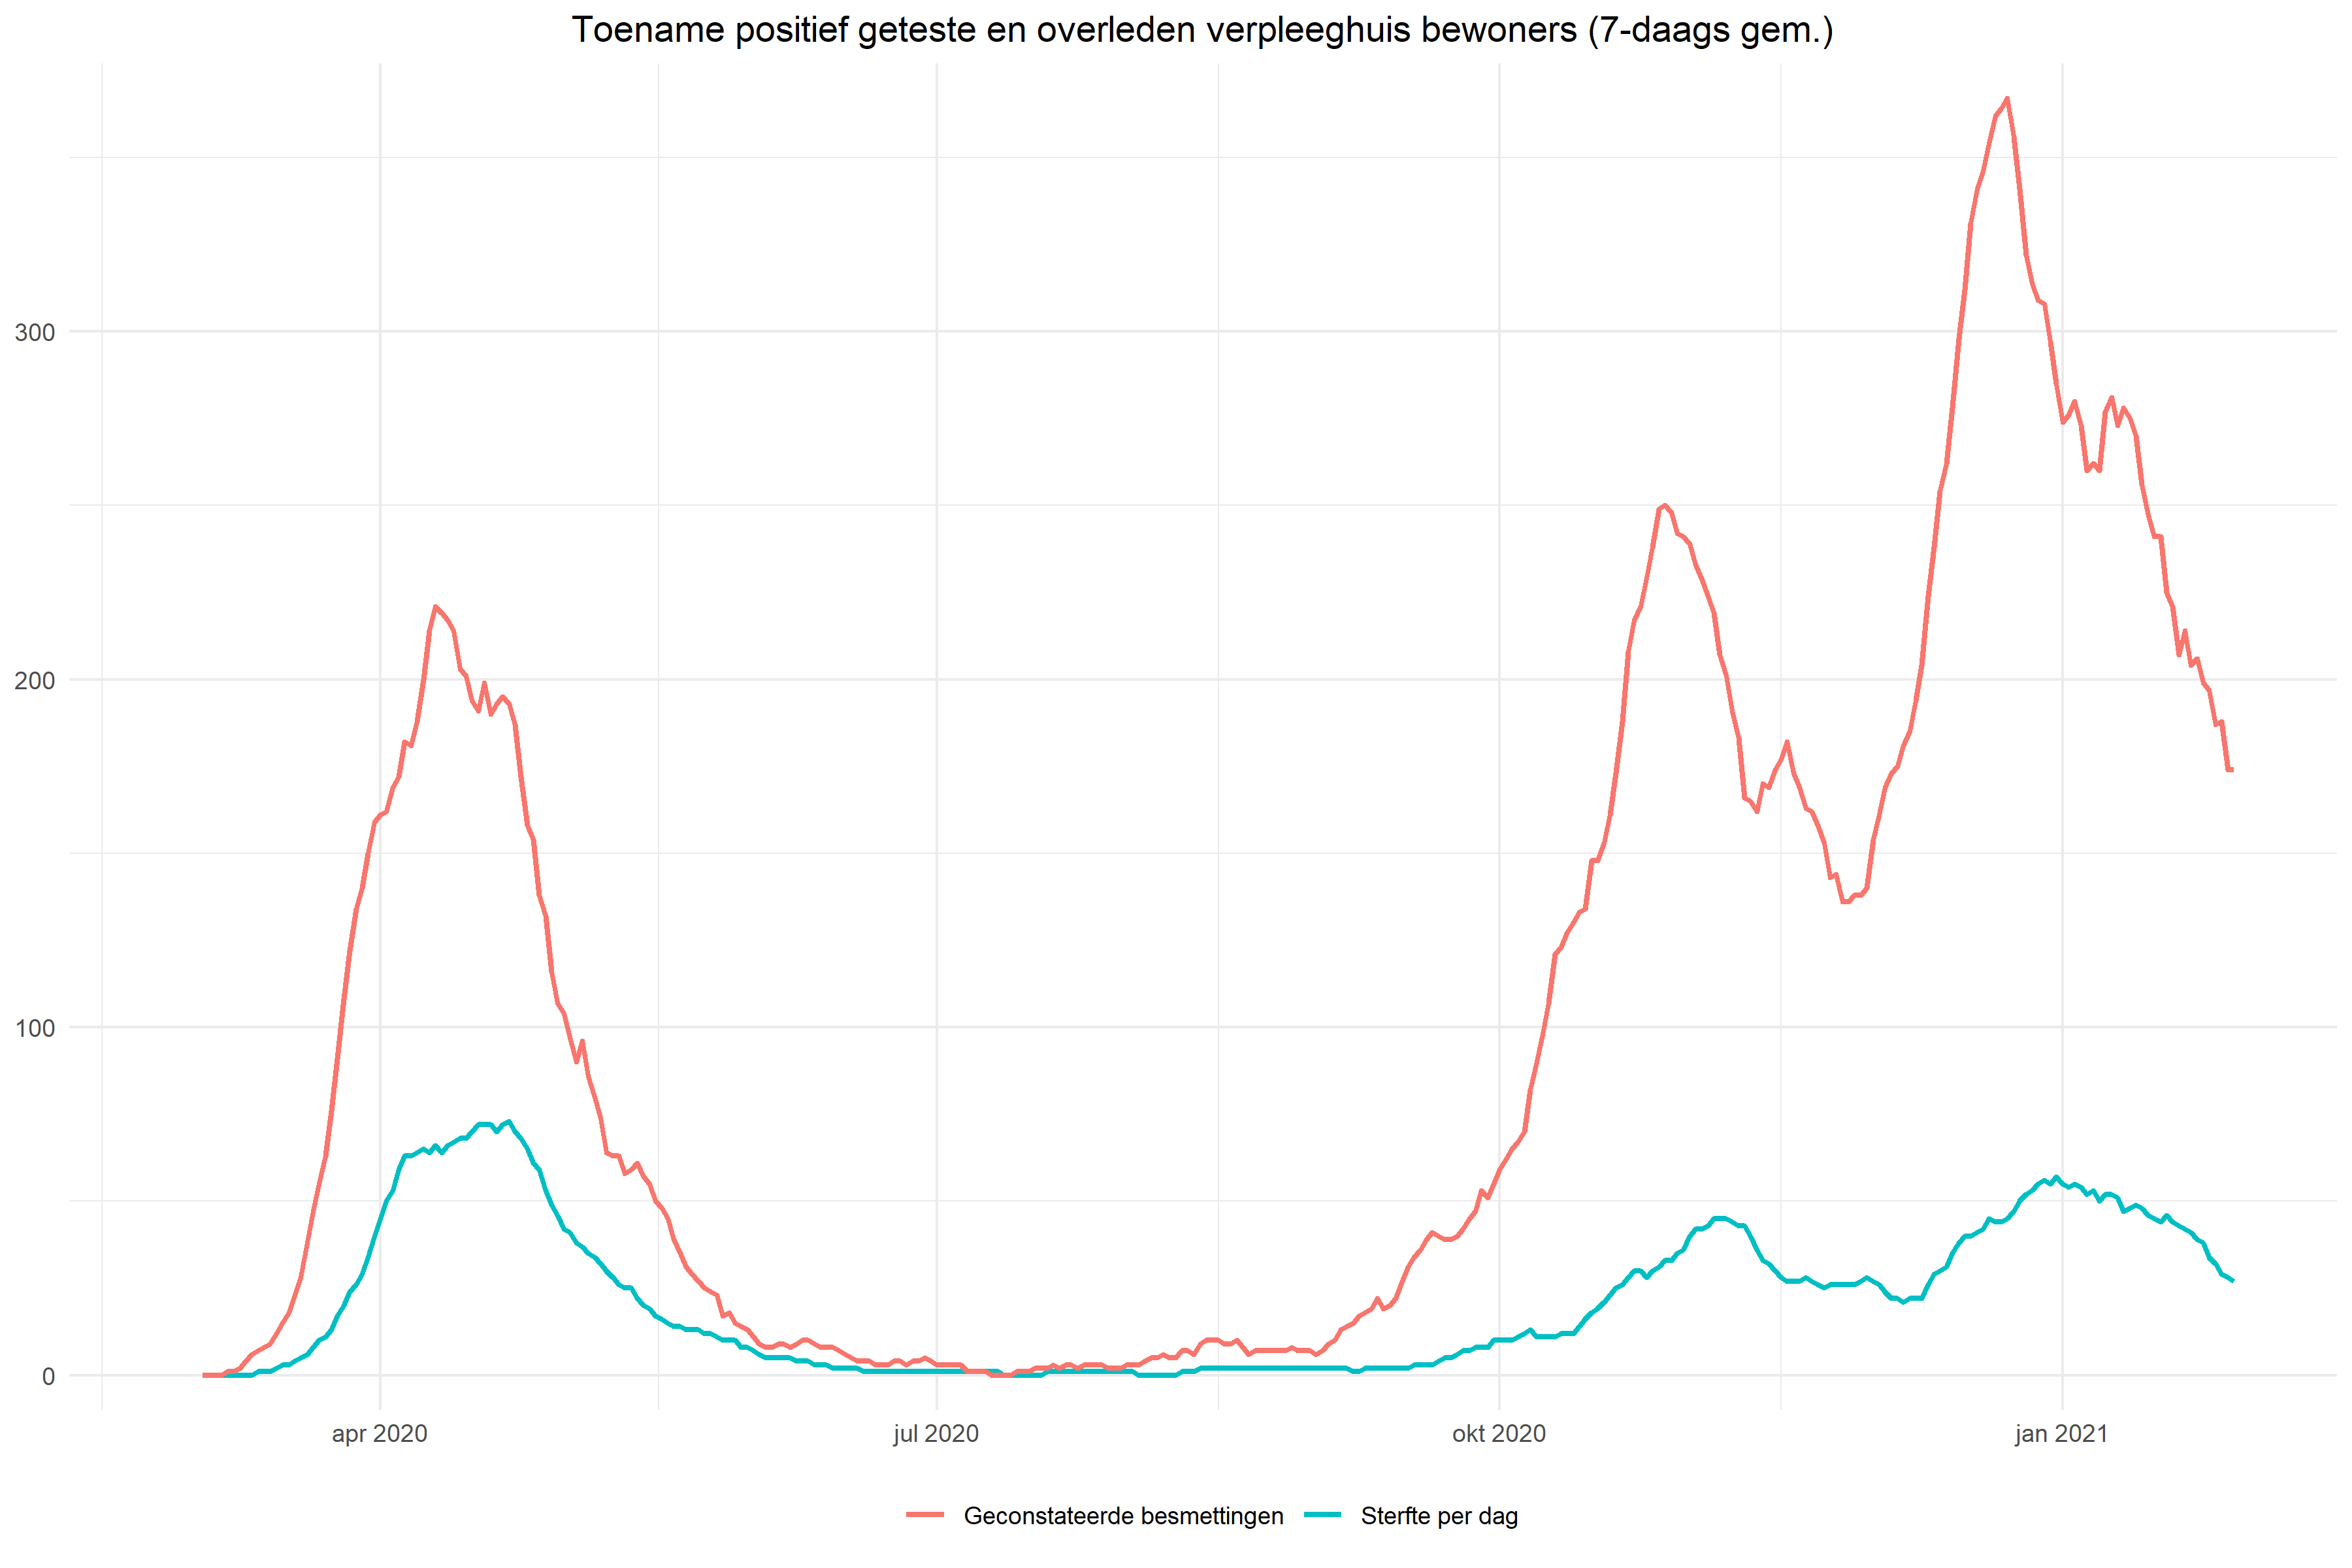 Toename positief geteste en overleden verpleeghuis bewoners (7-daags gem.)
300
200
100
0
apr 2020 jul 2020 okt 2020 jan 2021
Geconstateerde besmettingen Sterfte per dag